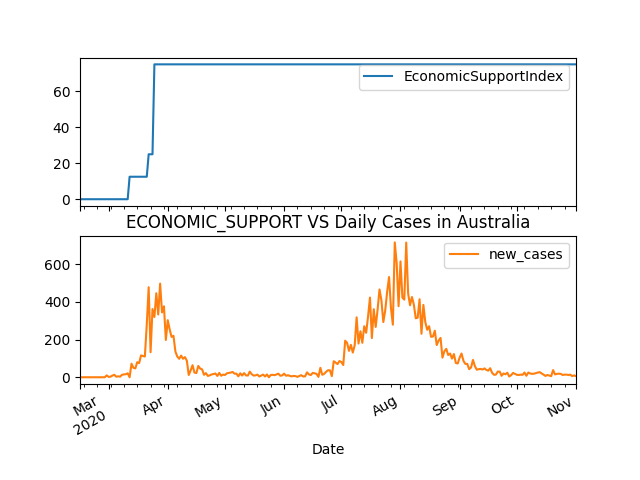 EconomicSupportIndex
60
40
20
0
ECONOMIC_SUPPORT VS Daily Cases in Australia
new_cases
600
400
200
0
Mar
2020
Apr
May
Jun
Jul
Aug
Sep
Oct
Nov
Date